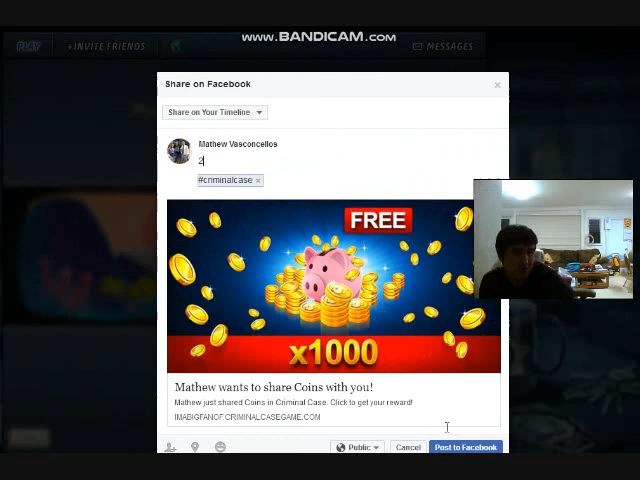 www.BANDICAM.com
PLAY
+INVITE FRIENDS
MESSAGES
Share on Facebook
Share on Your Timeline
Mathew Vasconcellos
2
#criminalcase
FREE
x1000
Mathew wants to share Coins with you!
Mathew just shared Coins in Criminal Case. Click to get your reward!
IMABIGFANOF.CRIMINALCASEGAME.COM
Public
Cancel
Post to Facebook